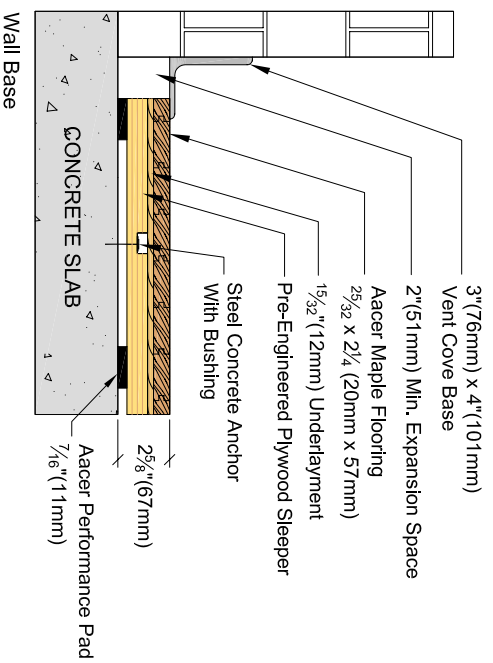 3"(76mm) x 4"(101mm)
Vent Cove Base
2"(51mm) Min. Expansion Space
Aacer Maple Flooring
25/32 x 2 1/4 (20mm x 57mm)
15/32"(12mm) Underlayment
Pre-Engineered Plywood Sleeper
Steel Concrete Anchor
With Bushing
2 5/8"(67mm)
Aacer Performance Pad
7/16"(11mm)
CONCRETE SLAB
Wall Base